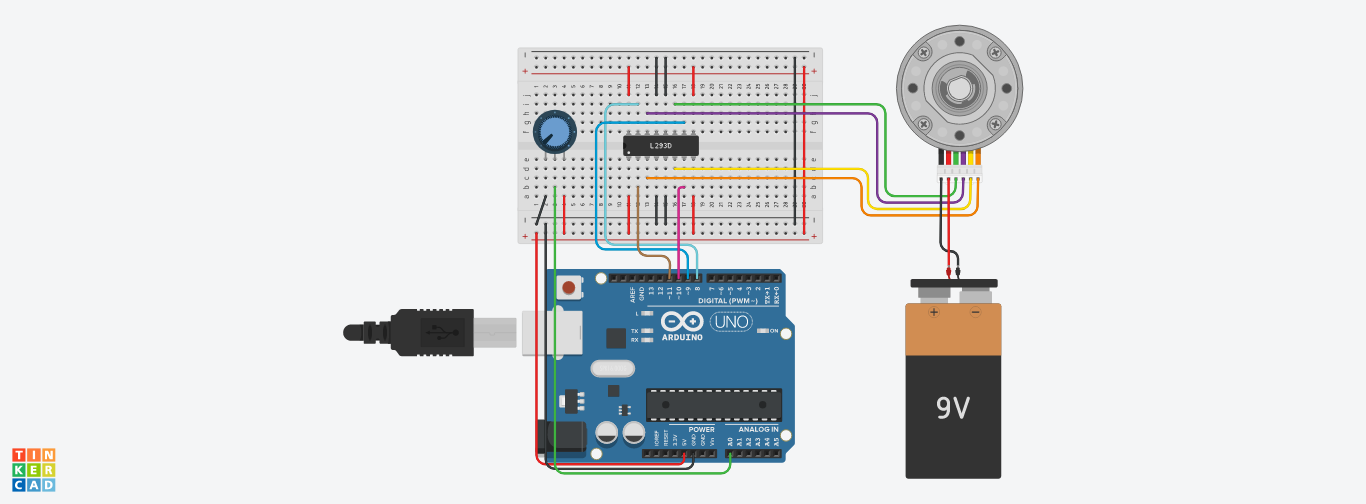 L293D
AREF
GND
13
12
~11
~10
~9
8
7
~6
~5
4
~3
2
TX→1
RX←0
DIGITAL (PWM~)
L
TX
RX
ARDUINO
UNO
ON
POWER
ANALOG IN
IOREF
RESET
3.3V
5V
GND
GND
Vin
A0
A1
A2
A3
A4
A5
+
−
9V
TIN
KER
CAD